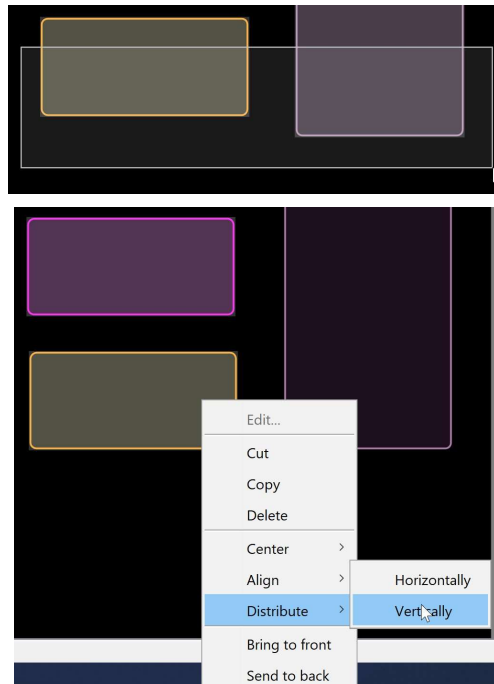 Edit...
Cut
Copy
Delete
Center
Align
Horizontally
Distribute
Vertically
Bring to front
Send to back